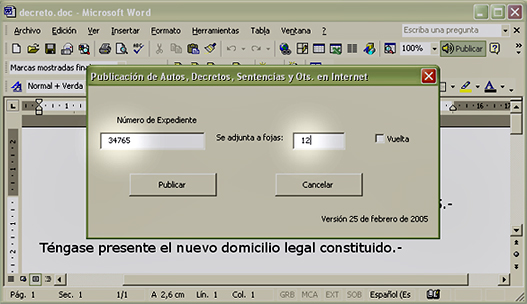 decreto.doc - Microsoft Word
Archivo Edición Ver Insertar Formato Herramientas Tabla Ventana ?
Escriba una pregunta
100% Publicar
Marcas mostradas
Publicación de Autos, Decretos, Sentencias y Ots. en Internet
Normal + Verda
Número de Expediente
34765
Se adjunta a fojas:
12
Vuelta
Publicar
Cancelar
Versión 25 de febrero de 2005
Téngase presente el nuevo domicilio legal constituido.-
Pág. Sec. 1 1/1 A 2,6 cm Lín. 1 Col. 1 GRB MCA EXT SOB Español (Es